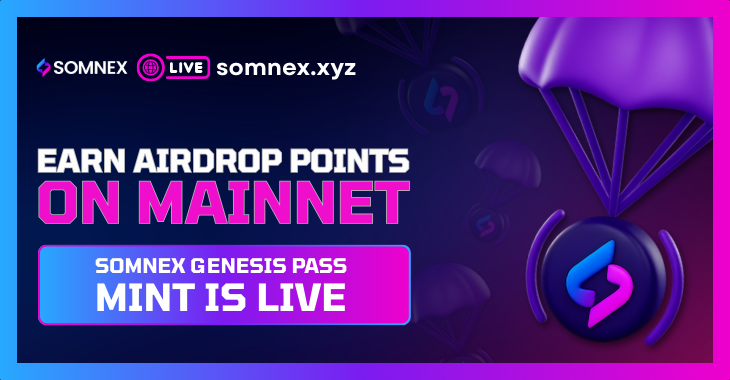 SOMNEX LIVE somnex.xyz
EARN AIRDROP POINTS
ON MAINNET
SOMNEX GENESIS PASS
MINT IS LIVE